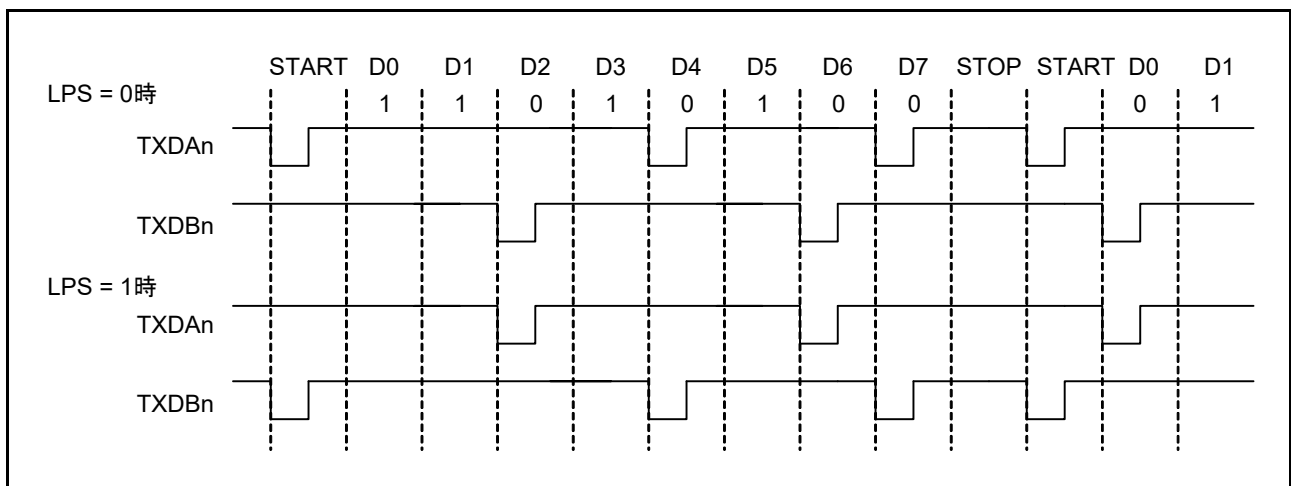 START D0 D1 D2 D3 D4 D5 D6 D7 STOP START D0 D1
LPS = 0時 1 1 0 1 0 1 0 0 0 1
TXDAn
TXDBn
LPS = 1時
TXDAn
TXDBn